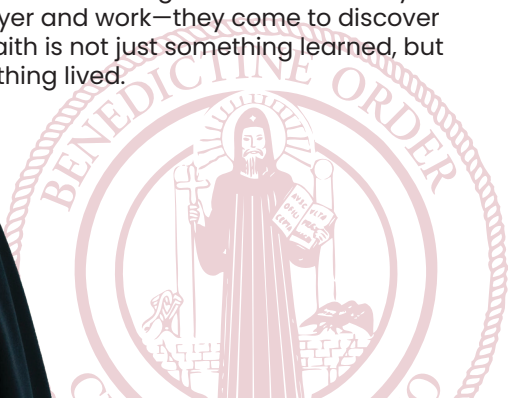 yer and work—they come to discover
aith is not just something learned, but
thing lived.
BENEDICTINE ORDER